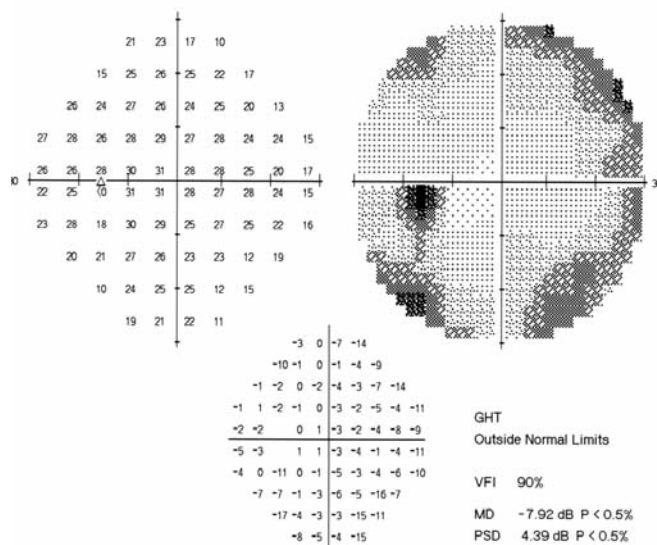 21 23 17 10
15 25 26 25 22 17
26 24 27 26 24 25 20 13
27 28 26 28 29 27 28 24 24 15
26 26 28 30 31 28 28 25 20 17
22 25 <0 31 31 28 27 28 24 15
23 28 18 30 29 25 27 25 22 16
20 21 27 26 23 23 12 19
10 24 25 25 12 15
19 21 22 11
-3 0 -7 -14
-10 -1 0 -1 -4 -9
-1 -2 0 -2 -4 -3 -7 -14
-1 1 -2 -1 0 -3 -2 -5 -4 -11
-2 -2 0 1 -3 -2 -4 -8 -9
-5 -3 1 1 -3 -4 -1 -4 -11
-4 0 -11 0 -1 -5 -3 -4 -6 -10
-7 -7 -1 -3 -6 -5 -16 -7
-17 -4 -3 -3 -15 -11
-8 -5 -4 -15
GHT
Outside Normal Limits
VFI 90%
MD -7.92 dB P < 0.5%
PSD 4.39 dB P < 0.5%